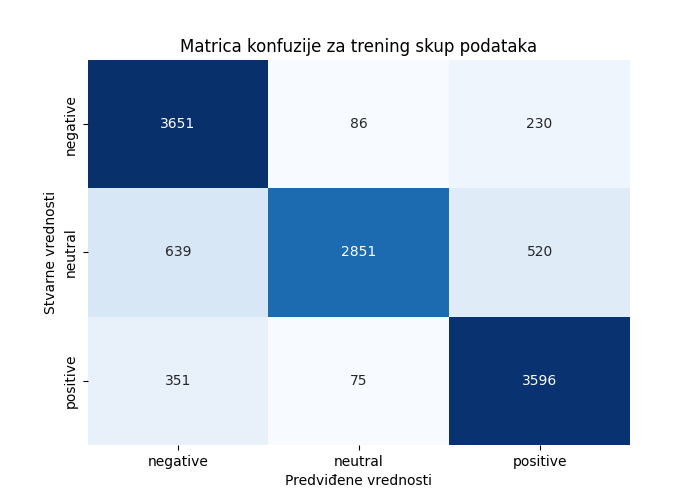 Matrica konfuzije za trening skup podataka
Stvarne vrednosti
negative
3651 86 230
neutral
639 2851 520
positive
351 75 3596
negative neutral positive
Predviđene vrednosti